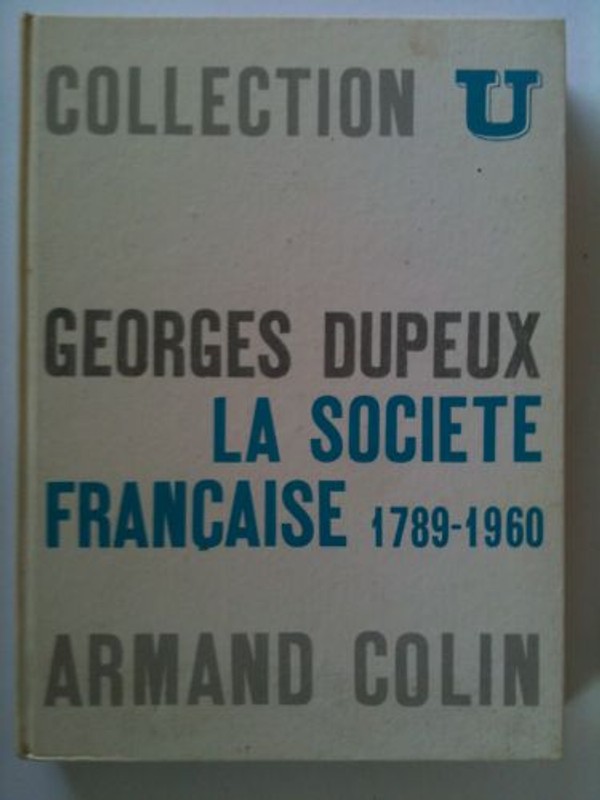 COLLECTION U
GEORGES DUPEUX
LA SOCIETE
FRANÇAISE 1789-1960
ARMAND COLIN